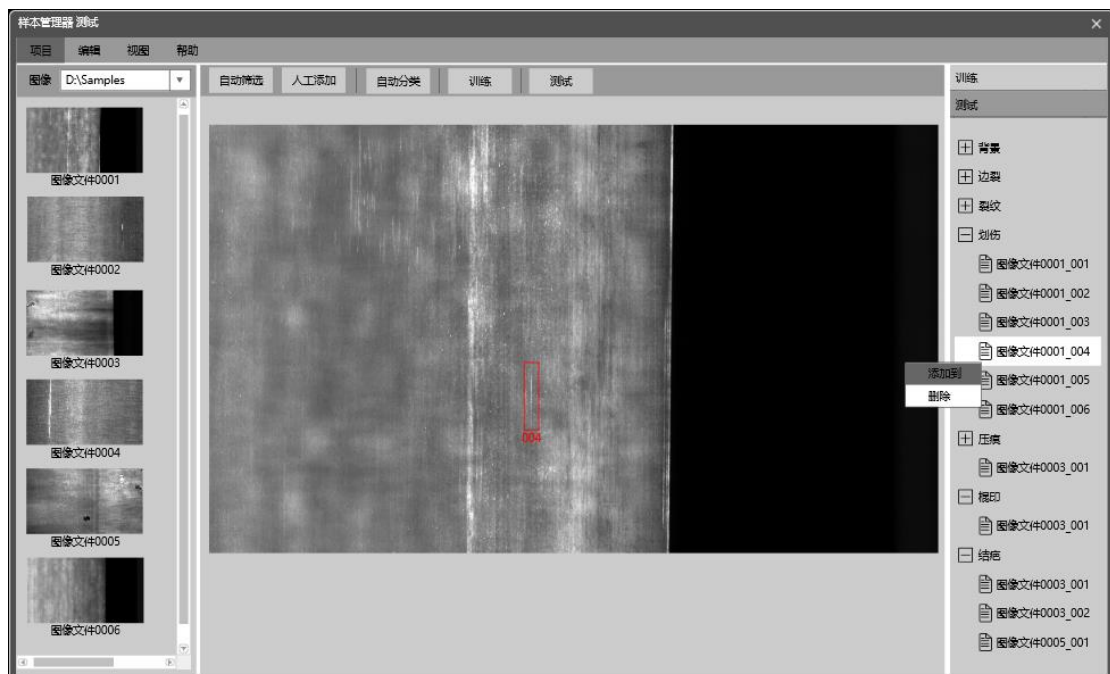 样本管理器 测试
项目 编辑 视图 帮助
图像 D:\Samples
自动筛选 人工添加 自动分类 训练 测试
图像文件0001
图像文件0002
图像文件0003
图像文件0004
图像文件0005
图像文件0006
004
添加到
删除
训练
测试
背景
边裂
裂纹
划伤
图像文件0001_001
图像文件0001_002
图像文件0001_003
图像文件0001_004
图像文件0001_005
图像文件0001_006
压痕
图像文件0003_001
辊印
图像文件0003_001
结疤
图像文件0003_001
图像文件0003_002
图像文件0005_001